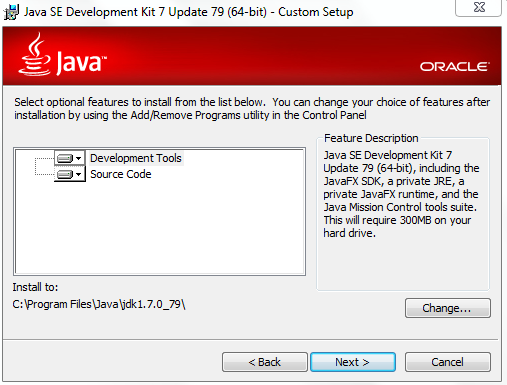 Java SE Development Kit 7 Update 79 (64-bit) - Custom Setup
Java™
ORACLE®
Select optional features to install from the list below. You can change your choice of features after
installation by using the Add/Remove Programs utility in the Control Panel
Development Tools
Source Code
Feature Description
Java SE Development Kit 7
Update 79 (64-bit), including the
JavaFX SDK, a private JRE, a
private JavaFX runtime, and the
Java Mission Control tools suite.
This will require 300MB on your
hard drive.
Install to:
C:\Program Files\Java\jdk1.7.0_79\
Change...
< Back
Next >
Cancel